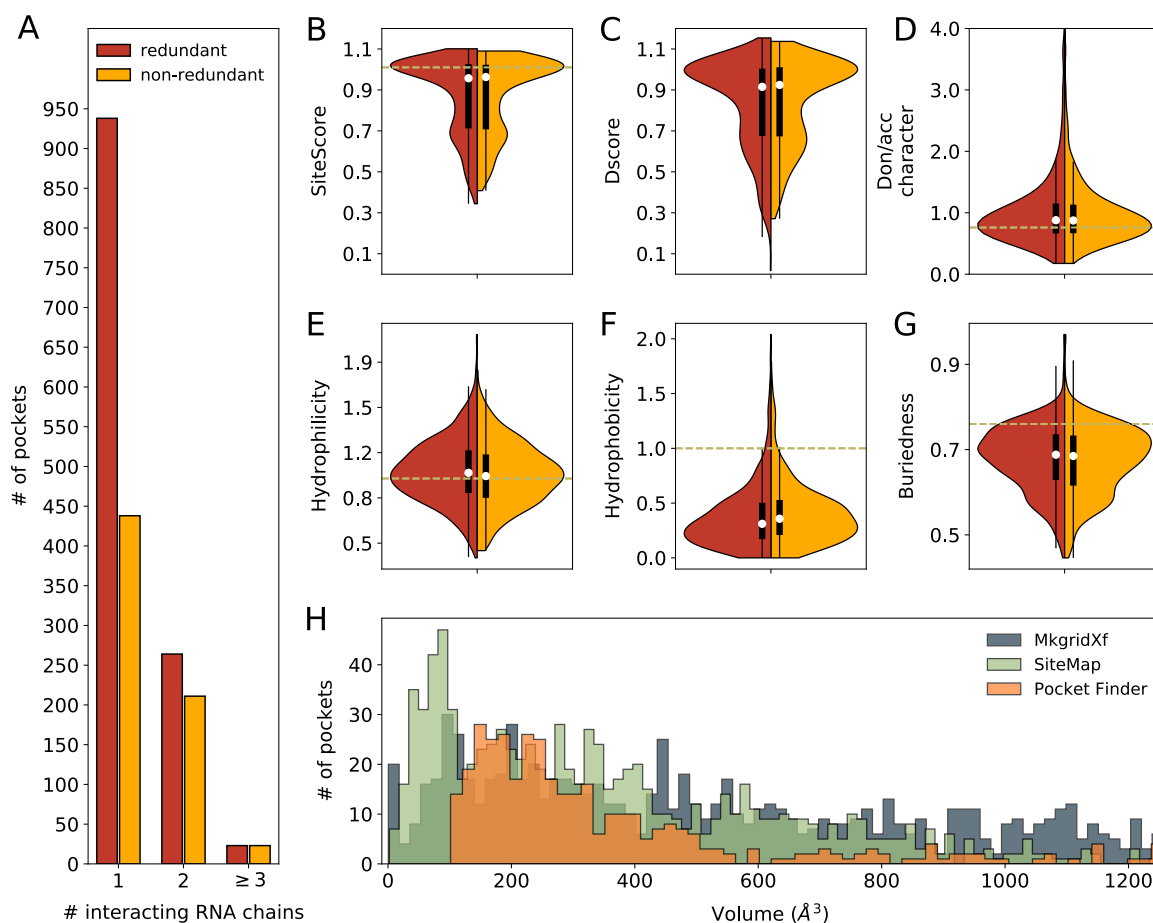 A
redundant
non-redundant
950
900
850
800
750
700
650
600
550
500
450
400
350
300
250
200
150
100
50
0
# of pockets
1 2 ≥ 3
# interacting RNA chains
B
1.1
0.9
0.7
0.5
0.3
0.1
SiteScore
C
1.1
0.9
0.7
0.5
0.3
0.1
Dscore
D
4.0
3.0
2.0
1.0
0.0
Don/acc
character
E
1.9
1.5
1.2
0.8
0.5
Hydrophilicity
F
2.0
1.5
1.0
0.5
0.0
Hydrophobicity
G
0.9
0.7
0.5
Buriedness
H
MkgridXf
SiteMap
Pocket Finder
40
30
20
10
0
# of pockets
0 200 400 600 800 1000 1200
Volume (Å³)